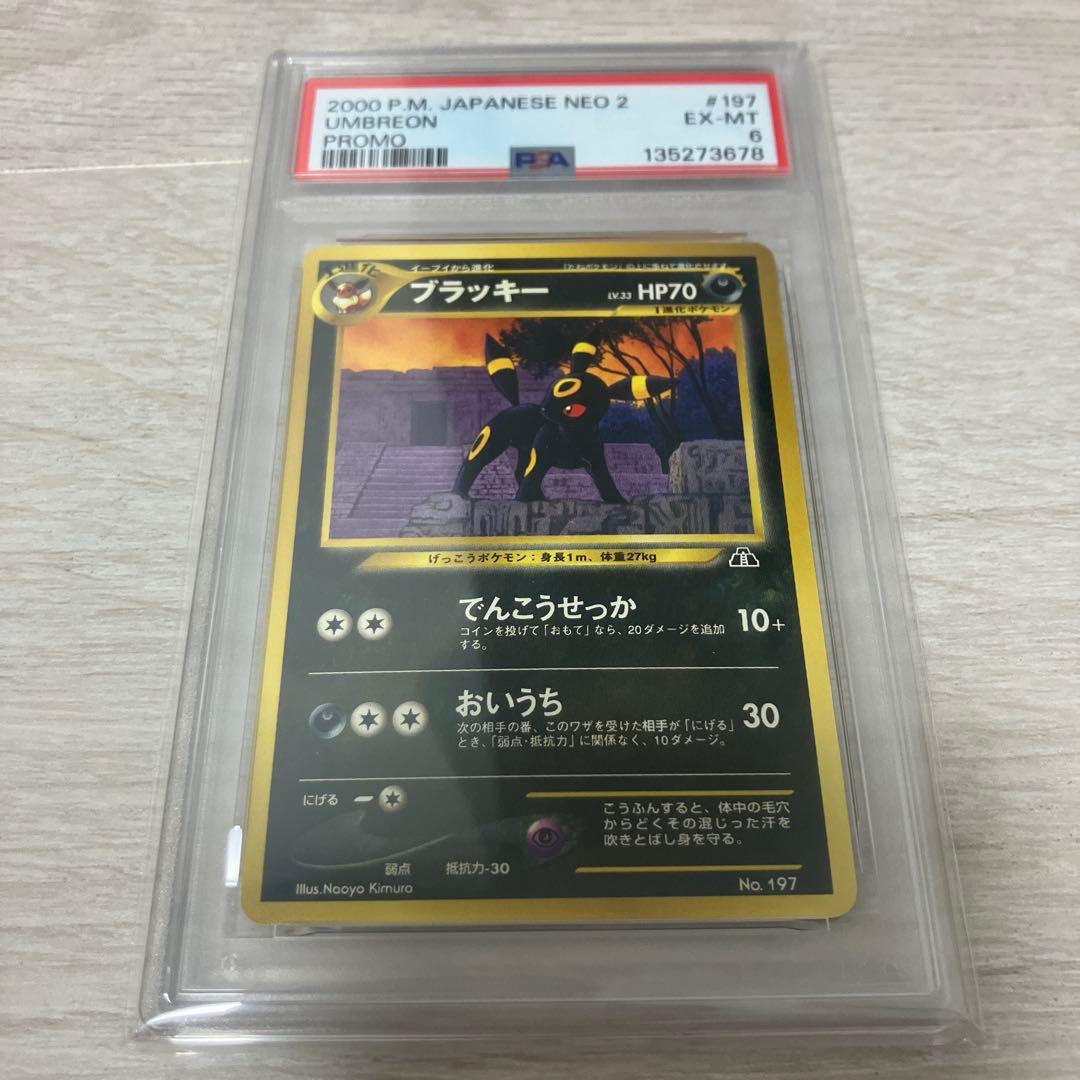 2000 P.M. JAPANESE NEO 2 #197
UMBREON EX-MT
PROMO 6
PSA 135273678
イーブイから進化 「たねポケモン」の上に重ねて進化させます
ブラッキー LV.33 HP70
1進化ポケモン
げっこうポケモン：身長1m、体重27kg
でんこうせっか 10+
コインを投げて「おもて」なら、20ダメージを追加
する。
おいうち 30
次の相手の番、このワザを受けた相手が「にげる」
とき、「弱点・抵抗力」に関係なく、10ダメージ。
にげる
こうふんすると、体中の毛穴
からどくその混じった汗を
吹きとばし身を守る。
弱点 抵抗力-30
Illus.Naoyo Kimura No. 197